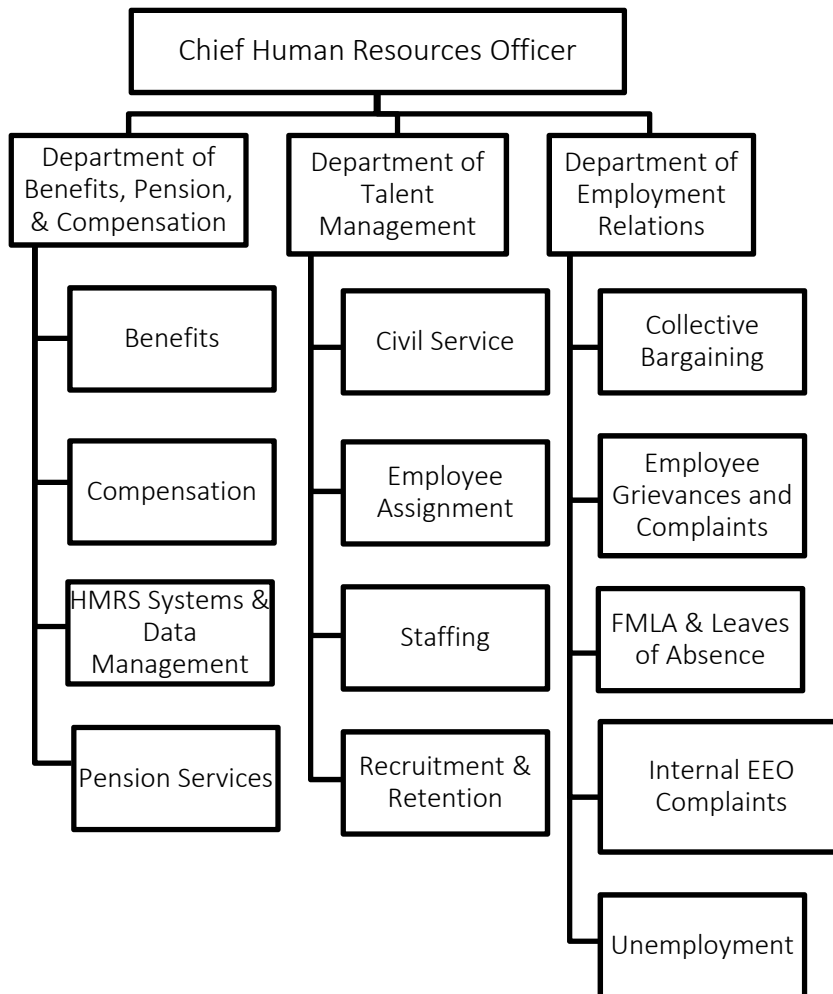 Chief Human Resources Officer
Department of
Benefits, Pension,
& Compensation
Department of
Talent
Management
Department of
Employment
Relations
Benefits
Compensation
HMRS Systems &
Data
Management
Pension Services
Civil Service
Employee
Assignment
Staffing
Recruitment &
Retention
Collective
Bargaining
Employee
Grievances and
Complaints
FMLA & Leaves
of Absence
Internal EEO
Complaints
Unemployment